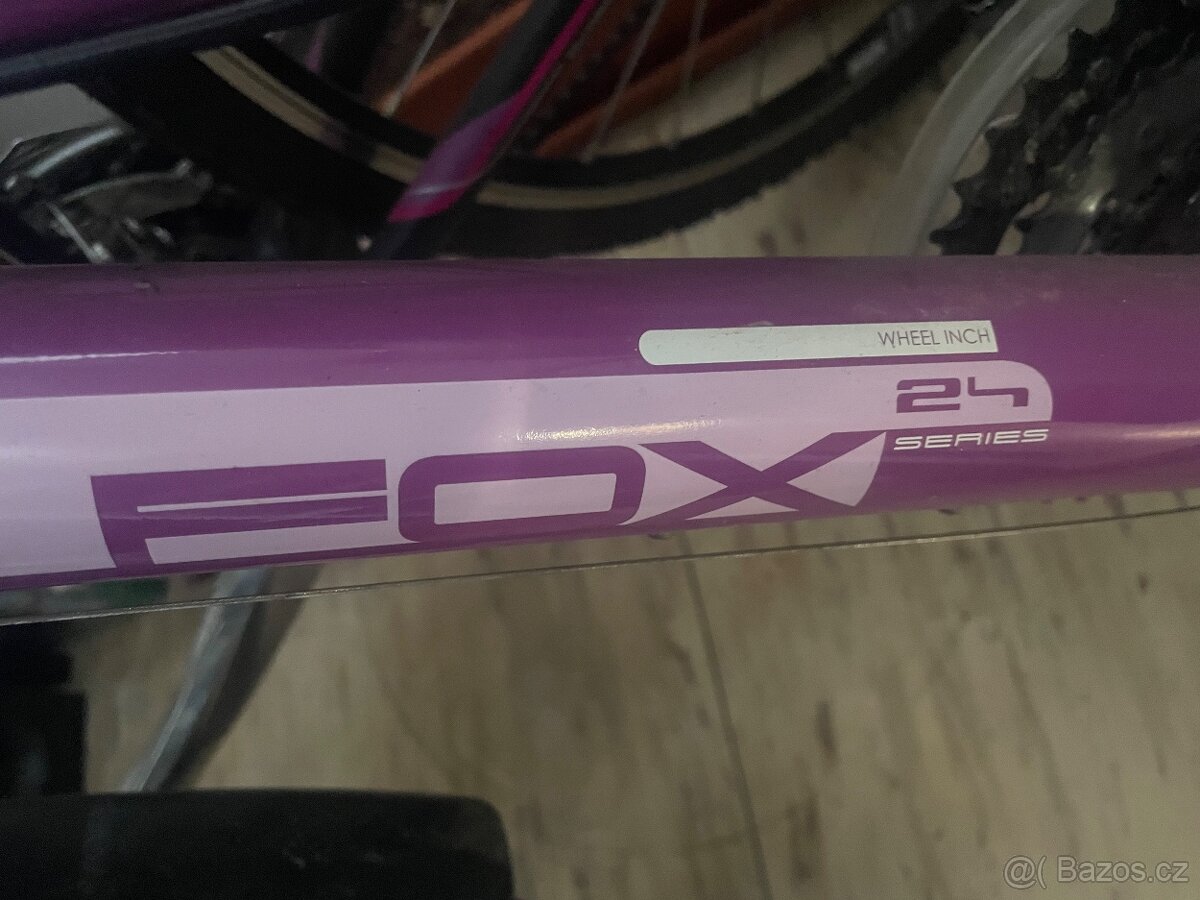 WHEEL INCH
24
SERIES
FOX
@( Bazos.cz